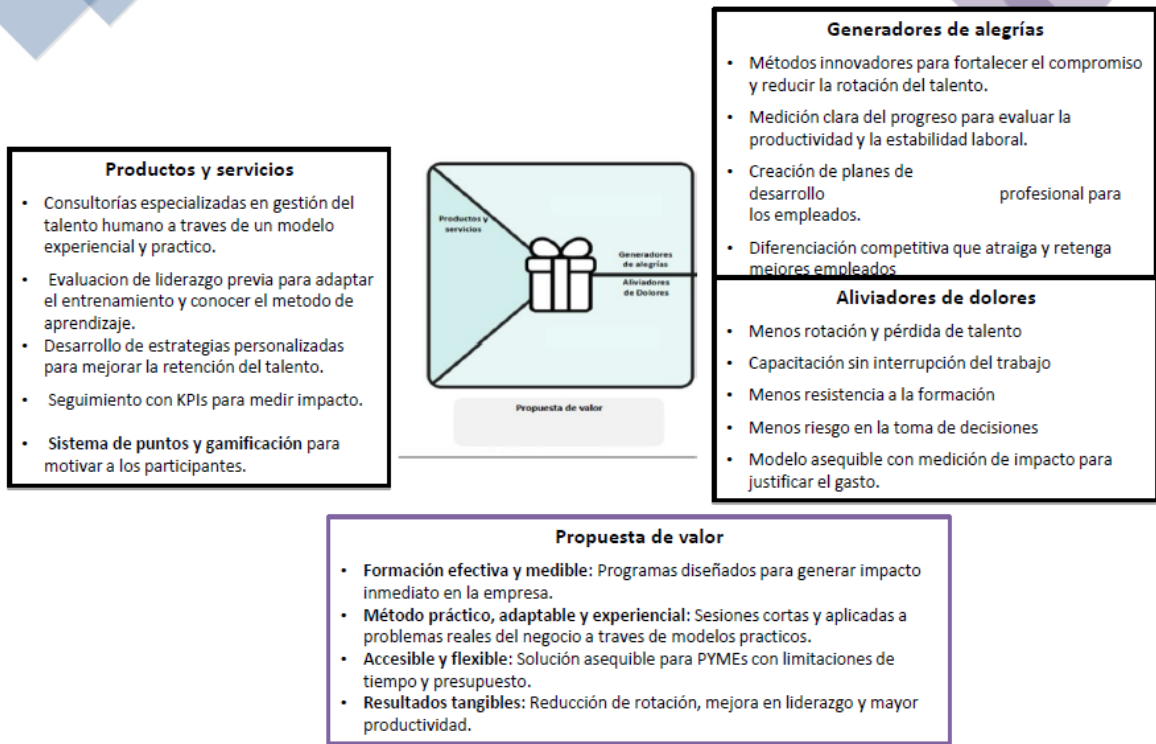 Generadores de alegrías
• Métodos innovadores para fortalecer el compromiso
y reducir la rotación del talento.
• Medición clara del progreso para evaluar la
productividad y la estabilidad laboral.
• Creación de planes de
desarrollo profesional para
los empleados.
• Diferenciación competitiva que atraiga y retenga
mejores empleados
Productos y servicios
• Consultorías especializadas en gestión del
talento humano a traves de un modelo
experiencial y practico.
• Evaluacion de liderazgo previa para adaptar
el entrenamiento y conocer el metodo de
aprendizaje.
• Desarrollo de estrategias personalizadas
para mejorar la retención del talento.
• Seguimiento con KPIs para medir impacto.
• Sistema de puntos y gamificación para
motivar a los participantes.
Productos y
servicios
Generadores
de alegrías
Aliviadores
de Dolores
Propuesta de valor
Aliviadores de dolores
• Menos rotación y pérdida de talento
• Capacitación sin interrupción del trabajo
• Menos resistencia a la formación
• Menos riesgo en la toma de decisiones
• Modelo asequible con medición de impacto para
justificar el gasto.
Propuesta de valor
• Formación efectiva y medible: Programas diseñados para generar impacto
inmediato en la empresa.
• Método práctico, adaptable y experiencial: Sesiones cortas y aplicadas a
problemas reales del negocio a traves de modelos practicos.
• Accesible y flexible: Solución asequible para PYMEs con limitaciones de
tiempo y presupuesto.
• Resultados tangibles: Reducción de rotación, mejora en liderazgo y mayor
productividad.